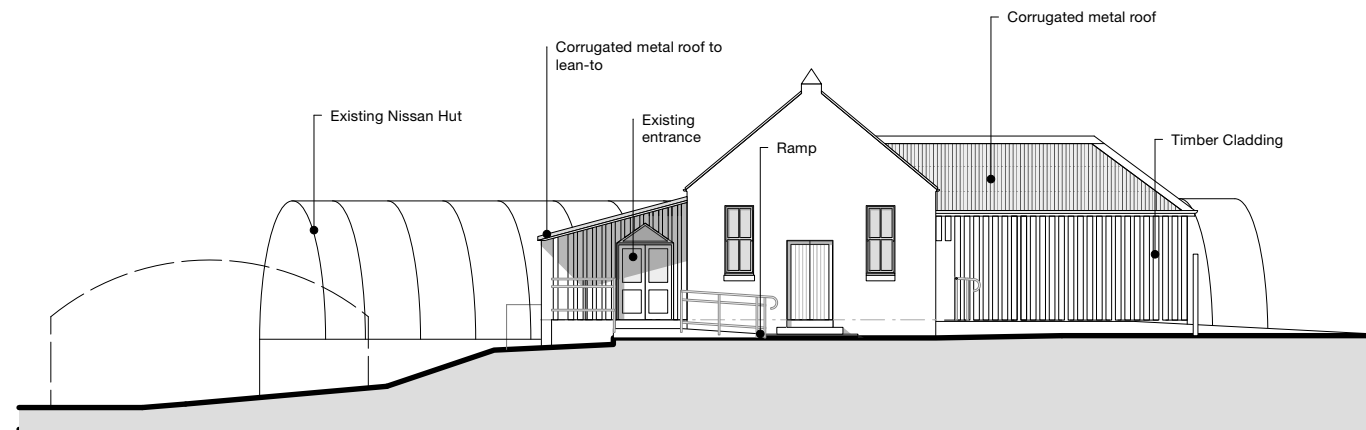 Corrugated metal roof
Corrugated metal roof to
lean-to
Existing Nissan Hut
Existing
entrance
Ramp
Timber Cladding